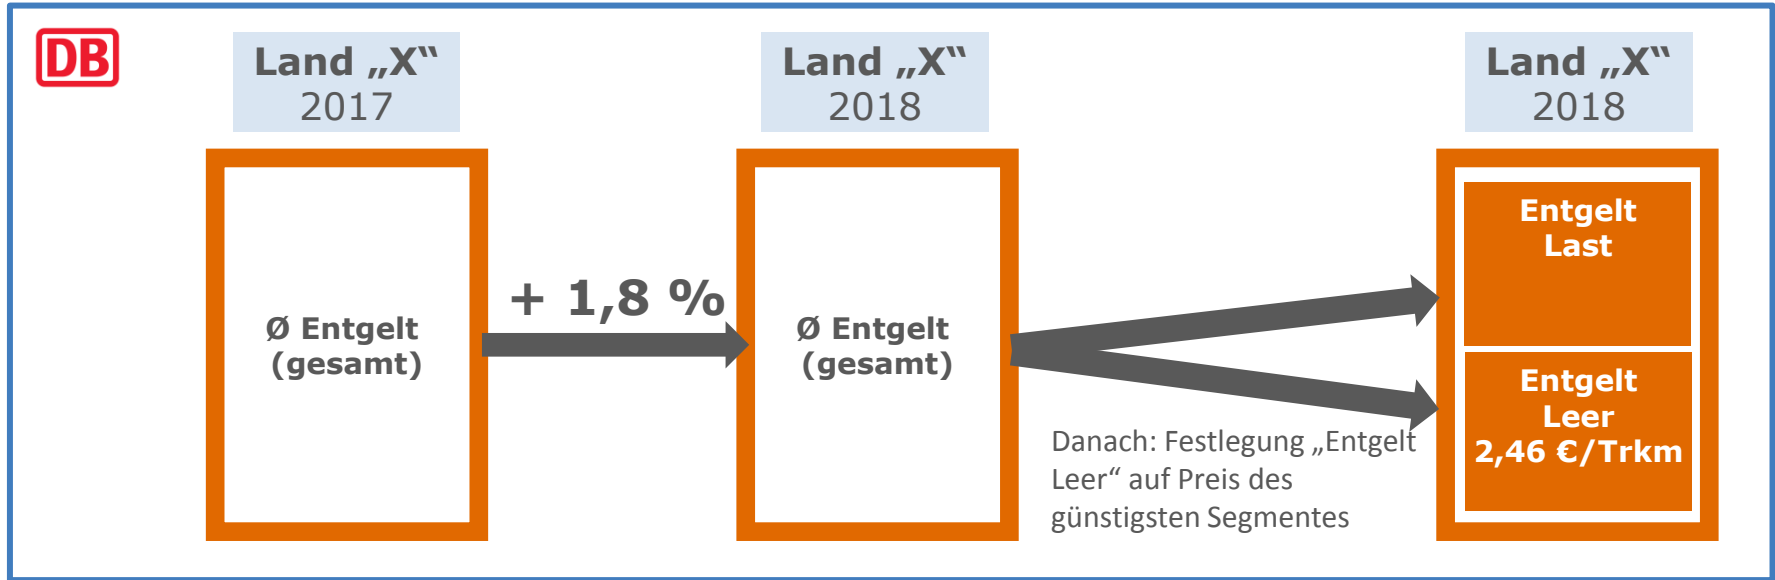 DB
Land „X“
2017
Land „X“
2018
Land „X“
2018
Ø Entgelt
(gesamt)
+ 1,8 %
Ø Entgelt
(gesamt)
Danach: Festlegung „Entgelt
Leer“ auf Preis des
günstigsten Segmentes
Entgelt
Last
Entgelt
Leer
2,46 €/Trkm